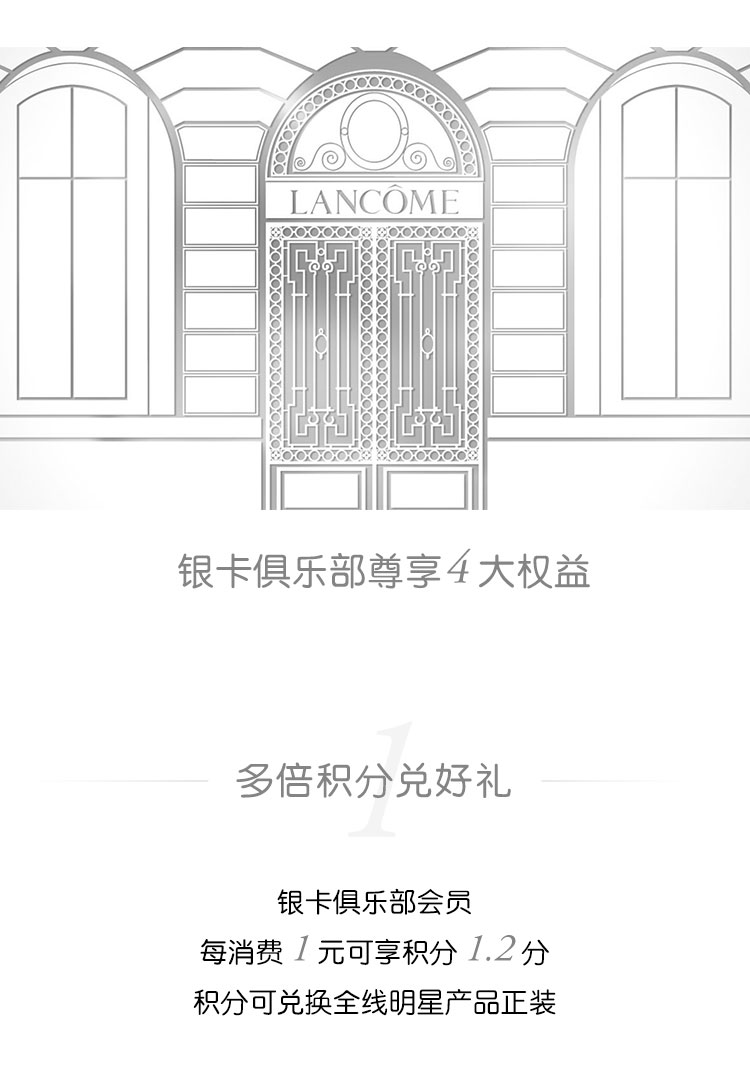 LANCÔME
银卡俱乐部尊享4大权益
1
多倍积分兑好礼
银卡俱乐部会员
每消费 1 元可享积分 1.2 分
积分可兑换全线明星产品正装